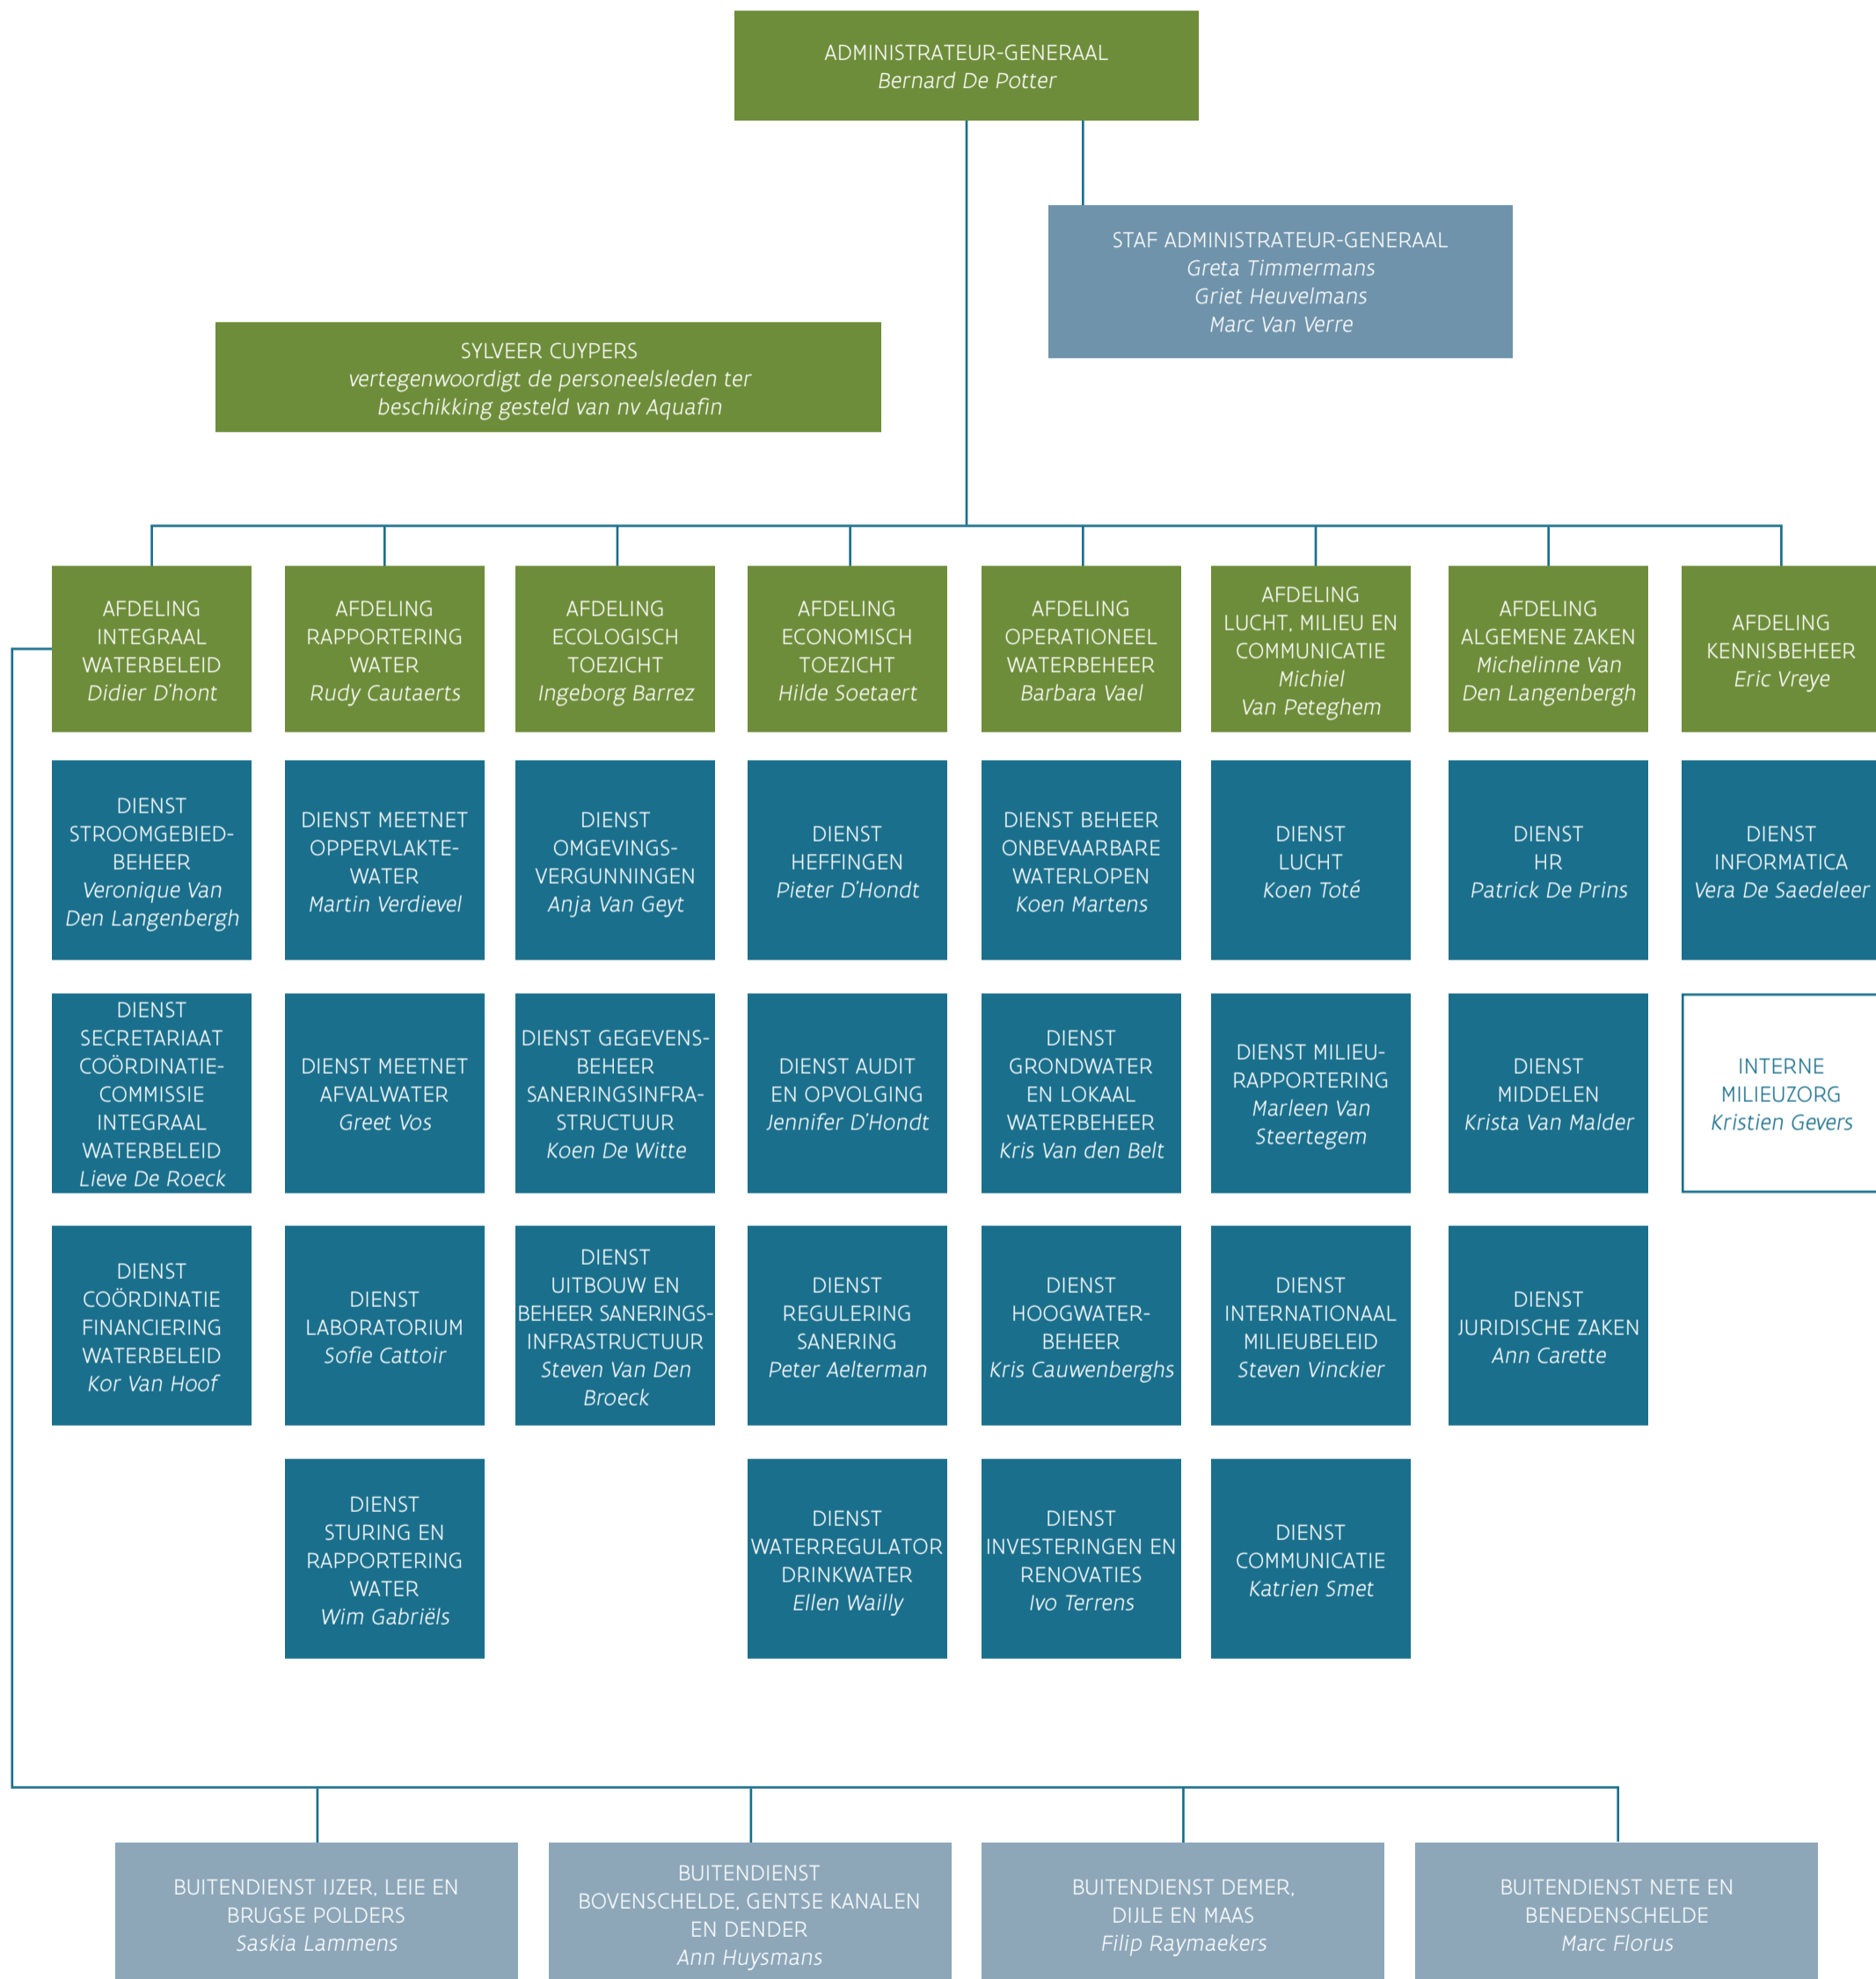 ADMINISTRATEUR-GENERAAL
Bernard De Potter
STAF ADMINISTRATEUR-GENERAAL
Greta Timmermans
Griet Heuvelmans
Marc Van Verre
SYLVEER CUYPERS
vertegenwoordigt de personeelsleden ter
beschikking gesteld van nv Aquafin
AFDELING
INTEGRAAL
WATERBELEID
Didier D'hont
AFDELING
RAPPORTERING
WATER
Rudy Cautaerts
AFDELING
ECOLOGISCH
TOEZICHT
Ingeborg Barrez
AFDELING
ECONOMISCH
TOEZICHT
Hilde Soetaert
AFDELING
OPERATIONEEL
WATERBEHEER
Barbara Vael
AFDELING
LUCHT, MILIEU EN
COMMUNICATIE
Michiel
Van Peteghem
AFDELING
ALGEMENE ZAKEN
Michelinne Van
Den Langenbergh
AFDELING
KENNISBEHEER
Eric Vreye
DIENST
STROOMGEBIED-
BEHEER
Veronique Van
Den Langenbergh
DIENST MEETNET
OPPERVLAKTE-
WATER
Martin Verdievel
DIENST
OMGEVINGS-
VERGUNNINGEN
Anja Van Geyt
DIENST
HEFFINGEN
Pieter D'Hondt
DIENST BEHEER
ONBEVAARBARE
WATERLOPEN
Koen Martens
DIENST
LUCHT
Koen Toté
DIENST
HR
Patrick De Prins
DIENST
INFORMATICA
Vera De Saedeleer
DIENST
SECRETARIAAT
COÖRDINATIE-
COMMISSIE
INTEGRAAL
WATERBELEID
Lieve De Roeck
DIENST MEETNET
AFVALWATER
Greet Vos
DIENST GEGEVENS-
BEHEER
SANERINGSINFRA-
STRUCTUUR
Koen De Witte
DIENST AUDIT
EN OPVOLGING
Jennifer D'Hondt
DIENST
GRONDWATER
EN LOKAAL
WATERBEHEER
Kris Van den Belt
DIENST MILIEU-
RAPPORTERING
Marleen Van
Steertegem
DIENST
MIDDELEN
Krista Van Malder
INTERNE
MILIEUZORG
Kristien Gevers
DIENST
COÖRDINATIE
FINANCIERING
WATERBELEID
Kor Van Hoof
DIENST
LABORATORIUM
Sofie Cattoir
DIENST
UITBOUW EN
BEHEER SANERINGS-
INFRASTRUCTUUR
Steven Van Den
Broeck
DIENST
REGULERING
SANERING
Peter Aelterman
DIENST
HOOGWATER-
BEHEER
Kris Cauwenberghs
DIENST
INTERNATIONAAL
MILIEUBELEID
Steven Vinckier
DIENST
JURIDISCHE ZAKEN
Ann Carette
DIENST
STURING EN
RAPPORTERING
WATER
Wim Gabriëls
DIENST
WATERREGULATOR
DRINKWATER
Ellen Wailly
DIENST
INVESTERINGEN EN
RENOVATIES
Ivo Terrens
DIENST
COMMUNICATIE
Katrien Smet
BUITENDIENST IJZER, LEIE EN
BRUGSE POLDERS
Saskia Lammens
BUITENDIENST
BOVENSCHELDE, GENTSE KANALEN
EN DENDER
Ann Huysmans
BUITENDIENST DEMER,
DIJLE EN MAAS
Filip Raymaekers
BUITENDIENST NETE EN
BENEDENSCHELDE
Marc Florus